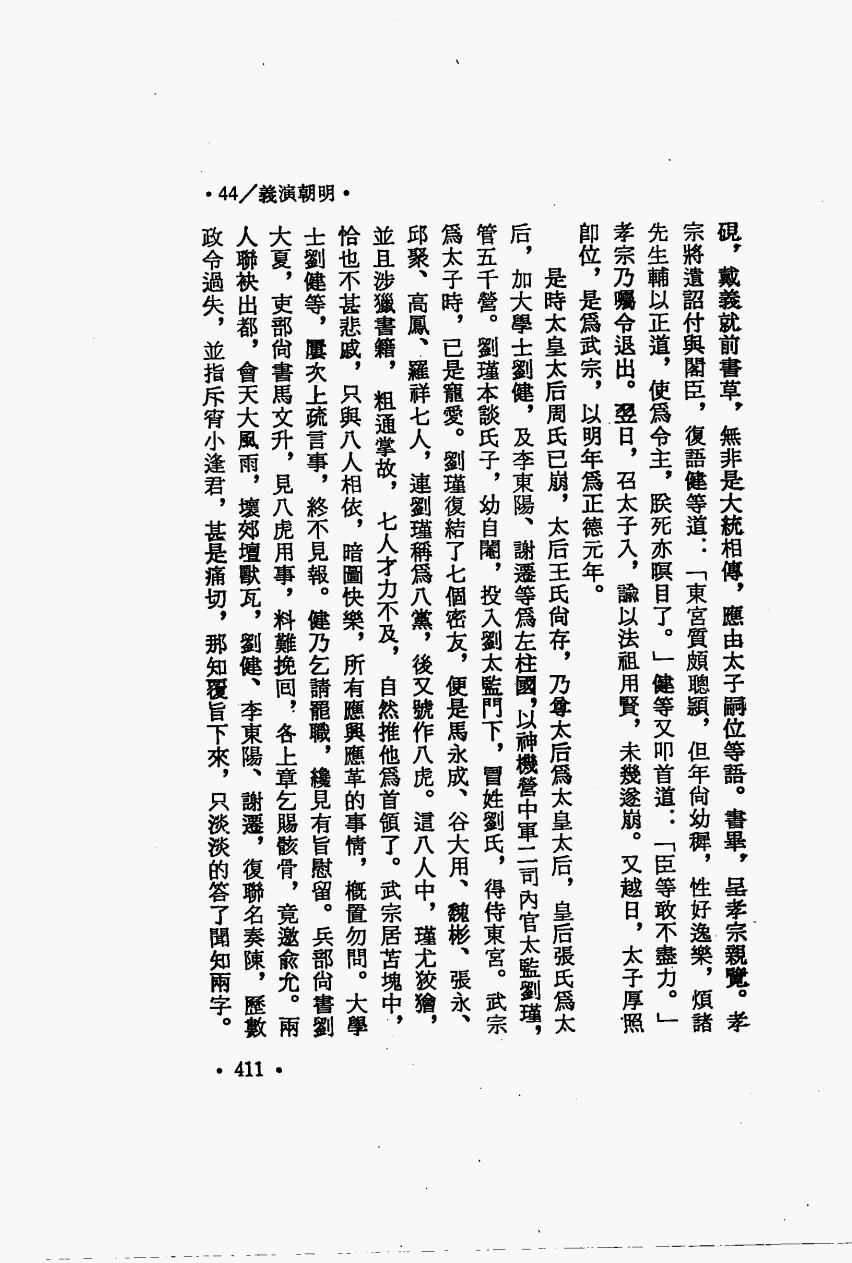 •44／義演朝明•
硯，戴義就前書草，無非是大統相傳，應由太子嗣位等語。書畢，呈孝宗親覽。孝
宗將遺詔付與閣臣，復語健等道：「東宮質頗聰穎，但年尙幼穉，性好逸樂，煩諸
先生輔以正道，使爲令主，朕死亦瞑目了。」健等又叩首道：「臣等敢不盡力。」
孝宗乃囑令退出。翌日，召太子入，諭以法祖用賢，未幾遂崩。又越日，太子厚照
卽位，是爲武宗，以明年爲正德元年。
是時太皇太后周氏已崩，太后王氏尙存，乃尊太后爲太皇太后，皇后張氏爲太
后，加大學士劉健，及李東陽、謝遷等爲左柱國，以神機營中軍二司內官太監劉瑾，
管五千營。劉瑾本談氏子，幼自閹，投入劉太監門下，冒姓劉氏，得侍東宮。武宗
爲太子時，已是寵愛。劉瑾復結了七個密友，便是馬永成、谷大用、魏彬、張永、
邱聚、高鳳、羅祥七人，連劉瑾稱爲八黨，後又號作八虎。這八人中，瑾尤狡獪，
並且涉獵書籍，粗通掌故，七人才力不及，自然推他爲首領了。武宗居苫塊中，
恰也不甚悲戚，只與八人相依，暗圖快樂，所有應興應革的事情，槪置勿問。大學
士劉健等，屢次上疏言事，終不見報。健乃乞請罷職，纔見有旨慰留。兵部尙書劉
大夏，吏部尙書馬文升，見八虎用事，料難挽囘，各上章乞賜骸骨，竟邀兪允。兩
人聯袂出都，會天大風雨，壞郊壇獸瓦，劉健、李東陽、謝遷，復聯名奏陳，歷數
政令過失，並指斥宵小逢君，甚是痛切，那知覆旨下來，只淡淡的答了聞知兩字。
•411•